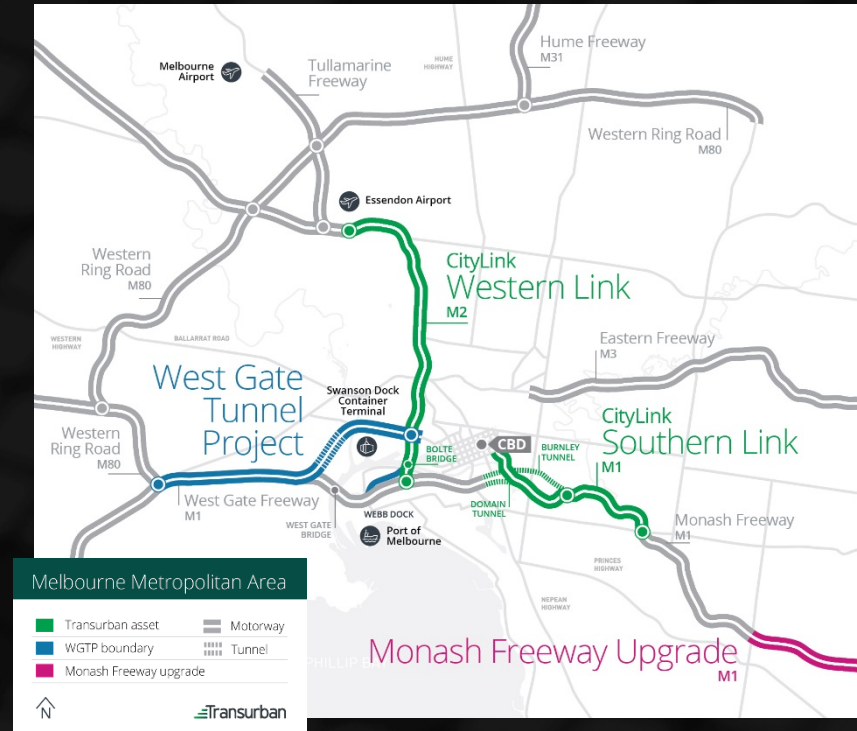 Hume Freeway
M31
HUME
HIGHWAY
Melbourne
Airport
Tullamarine
Freeway
Western Ring Road
M80
Essendon Airport
Western
Ring Road
M80
CityLink
Western Link
M2
WESTERN
HIGHWAY
BALLARRAT ROAD
Eastern Freeway
M3
West Gate
Tunnel
Project
Swanson Dock
Container
Terminal
CityLink
Southern Link
M1
CBD
BOLTE
BRIDGE
BURNLEY
TUNNEL
Western
Ring Road
M80
West Gate Freeway
M1
WEST GATE
BRIDGE
WEBB DOCK
Port of
Melbourne
DOMAIN
TUNNEL
Monash Freeway
M1
PRINCES
HIGHWAY
NEPEAN
HIGHWAY
Monash Freeway Upgrade
M1
Melbourne Metropolitan Area
Transurban asset
Motorway
WGTP boundary
Tunnel
Monash Freeway upgrade
PHILLIP B
N
Transurban